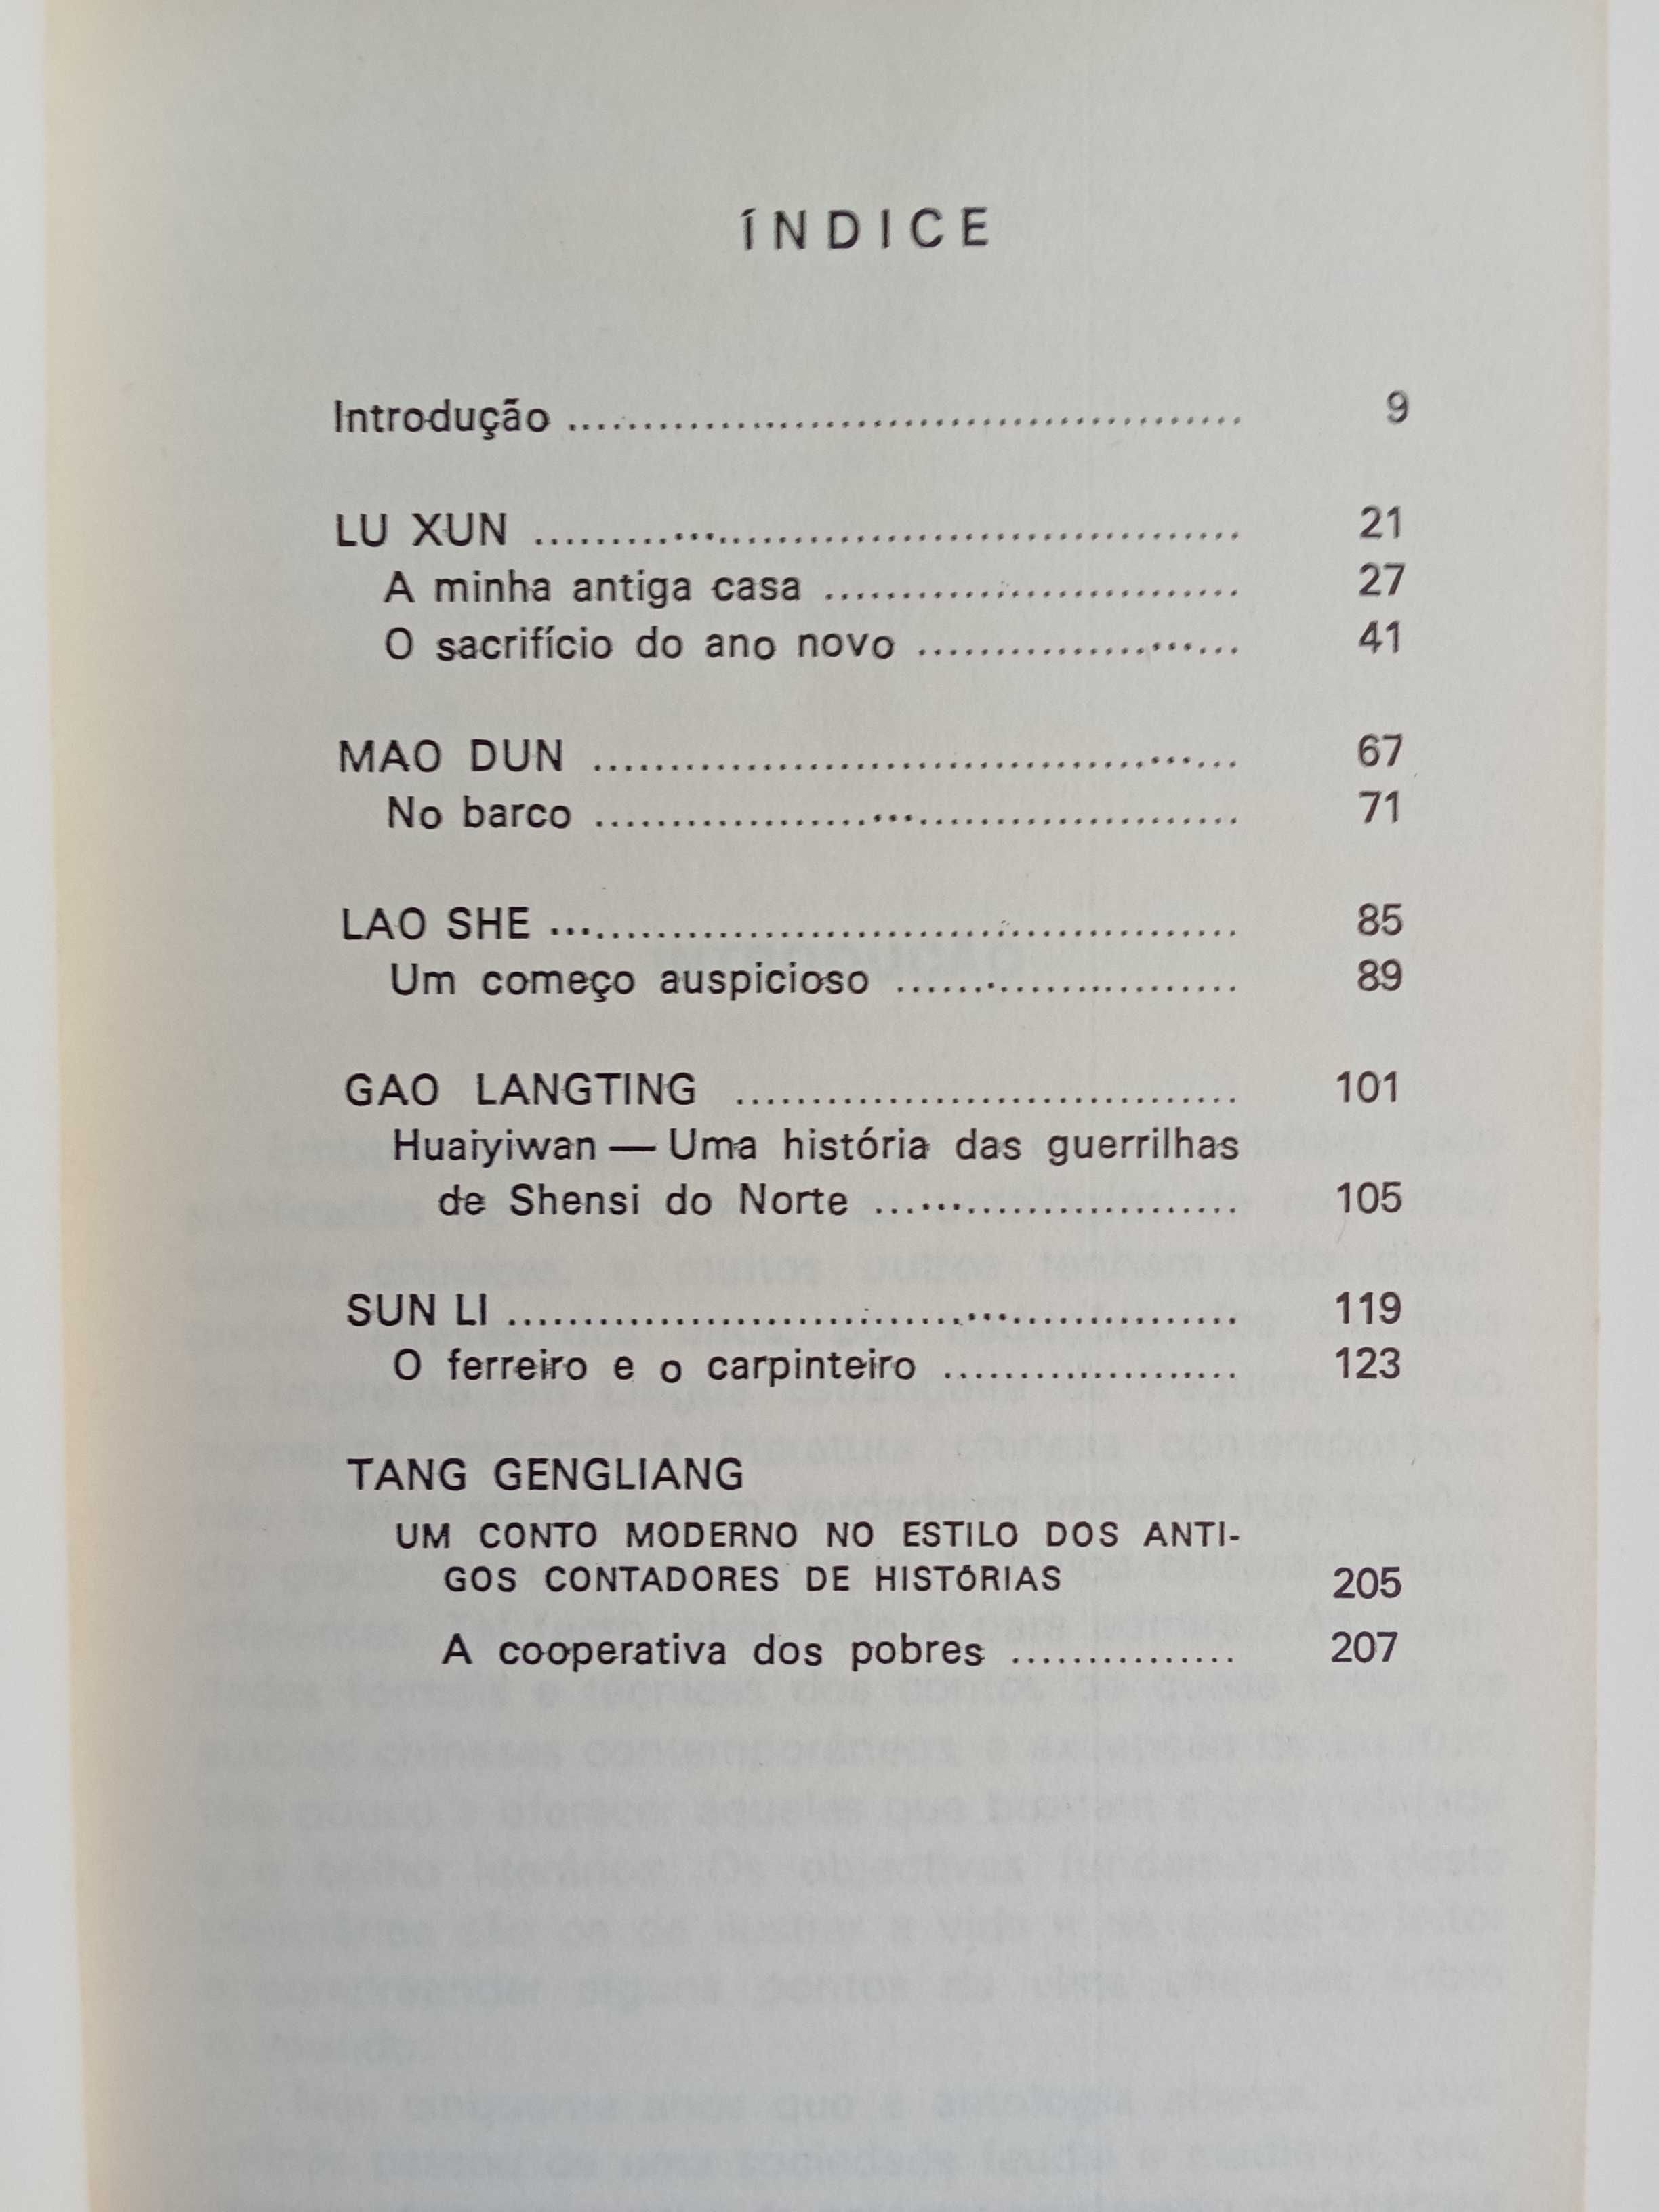 ÍNDICE
Introdução ............................................. 9
LU XUN ............................................. 21
A minha antiga casa ........................... 27
O sacrifício do ano novo ..................... 41
MAO DUN .......................................... 67
No barco .......................................... 71
LAO SHE ............................................. 85
Um começo auspicioso ....................... 89
GAO LANGTING ................................. 101
Huaiyiwan — Uma história das guerrilhas
de Shensi do Norte ........................ 105
SUN LI ................................................ 119
O ferreiro e o carpinteiro .................... 123
TANG GENGLIANG
UM CONTO MODERNO NO ESTILO DOS ANTI-
GOS CONTADORES DE HISTÓRIAS 205
A cooperativa dos pobres ............... 207